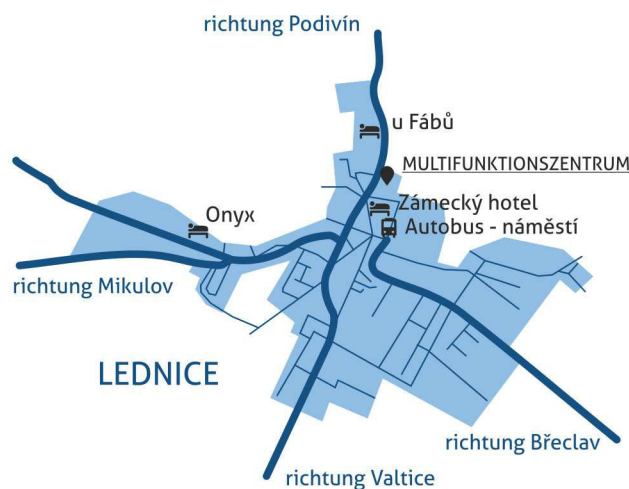 richtung Podivín
u Fábů
MULTIFUNKTIONSZENTRUM
Zámecký hotel
Onyx
Autobus - náměstí
richtung Mikulov
LEDNICE
richtung Břeclav
richtung Valtice